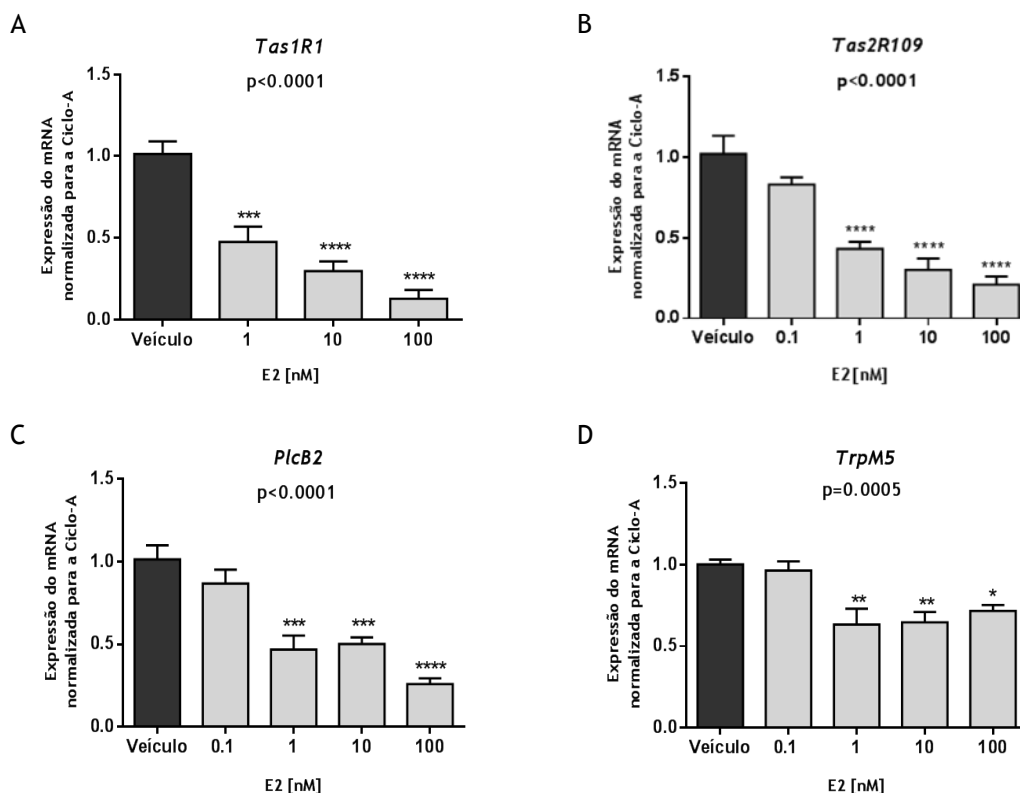 A
Tas1R1
p<0.0001
Expressão do mRNA
normalizada para a Ciclo-A
1.5
1.0
0.5
0.0
***
****
****
Veículo 1 10 100
E2 [nM]
B
Tas2R109
p<0.0001
Expressão do mRNA
normalizada para a Ciclo-A
1.5
1.0
0.5
0.0
****
****
****
Veículo 0.1 1 10 100
E2 [nM]
C
PlcB2
p<0.0001
Expressão do mRNA
normalizada para a Ciclo-A
1.5
1.0
0.5
0.0
***
***
****
Veículo 0.1 1 10 100
E2 [nM]
D
TrpM5
p=0.0005
Expressão do mRNA
normalizada para a Ciclo-A
1.5
1.0
0.5
0.0
**
**
*
Veículo 0.1 1 10 100
E2 [nM]